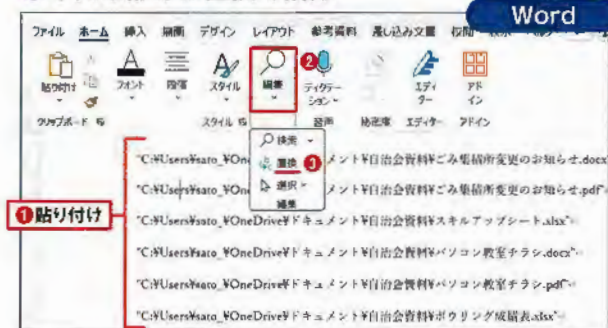 Word
ファイル ホーム 挿入 描画 デザイン レイアウト 参考資料 差し込み文書 校閲 表示
貼り付け フォント 段落 スタイル 編集 ❷ ディクテーション エディター アドイン
クリップボード スタイル 音声 秘密度 エディター アドイン
検索
置換 ❸
選択
編集
❶貼り付け
"C:¥Users¥sato_¥One メント¥自治会資料¥ごみ集積所変更のお知らせ.docx
"C:¥Users¥sato_¥One メント¥自治会資料¥ごみ集積所変更のお知らせ.pdf"
"C:¥Users¥sato_¥OneDrive¥ドキュメント¥自治会資料¥スキルアップシート.xlsx"
"C:¥Users¥sato_¥OneDrive¥ドキュメント¥自治会資料¥パソコン教室チラシ.docx"
"C:¥Users¥sato_¥OneDrive¥ドキュメント¥自治会資料¥パソコン教室チラシ.pdf"
"C:¥Users¥sato_¥OneDrive¥ドキュメント¥自治会資料¥ボウリング成績表.xlsx"